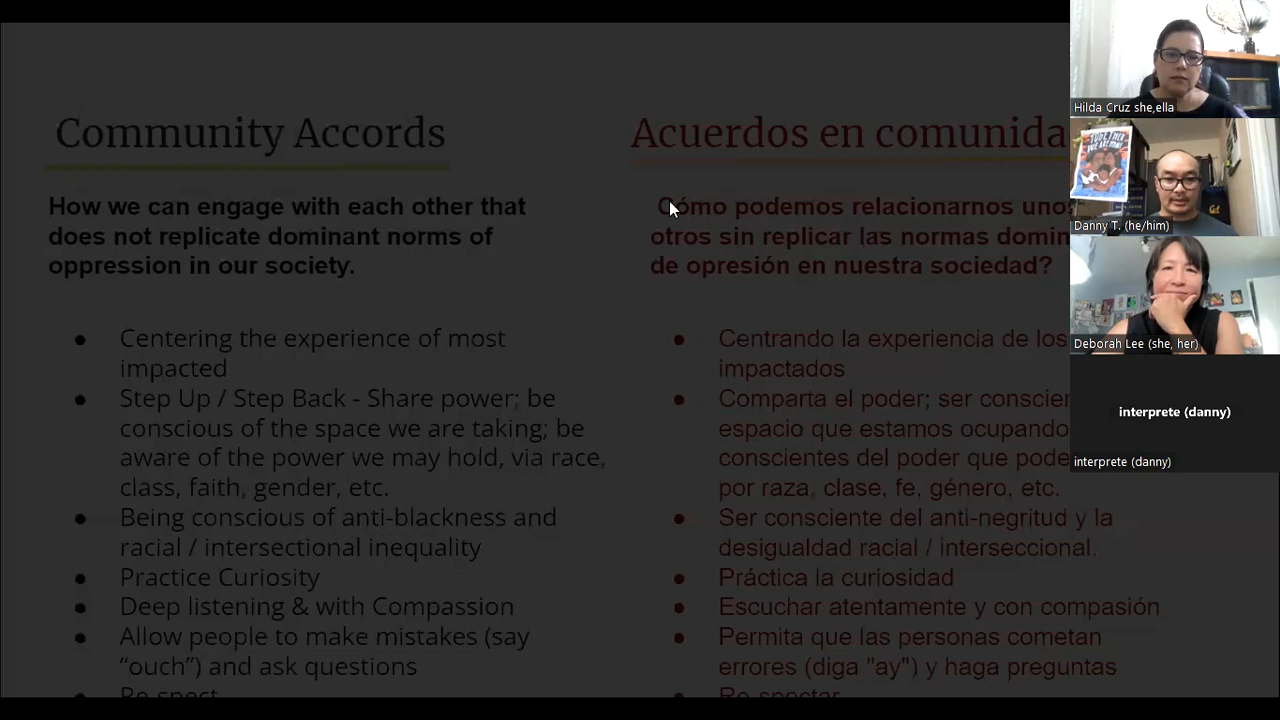 Community Accords
How we can engage with each other that
does not replicate dominant norms of
oppression in our society.
Centering the experience of most
impacted
Step Up / Step Back - Share power; be
conscious of the space we are taking; be
aware of the power we may hold, via race,
class, faith, gender, etc.
Being conscious of anti-blackness and
racial / intersectional inequality
Practice Curiosity
Deep listening & with Compassion
Allow people to make mistakes (say
“ouch”) and ask questions
Re-spect
Acuerdos en comunida
Cómo podemos relacionarnos unos
otros sin replicar las normas domin
de opresión en nuestra sociedad?
Centrando la experiencia de los
impactados
Comparta el poder; ser conscien
espacio que estamos ocupando
conscientes del poder que pode
por raza, clase, fe, género, etc.
Ser consciente del anti-negritud y la
desigualdad racial / interseccional.
Práctica la curiosidad
Escuchar atentamente y con compasión
Permita que las personas cometan
errores (diga "ay") y haga preguntas
Re-spectar
Hilda Cruz she,ella
Danny T. (he/him)
Deborah Lee (she, her)
interprete (danny)
interprete (danny)